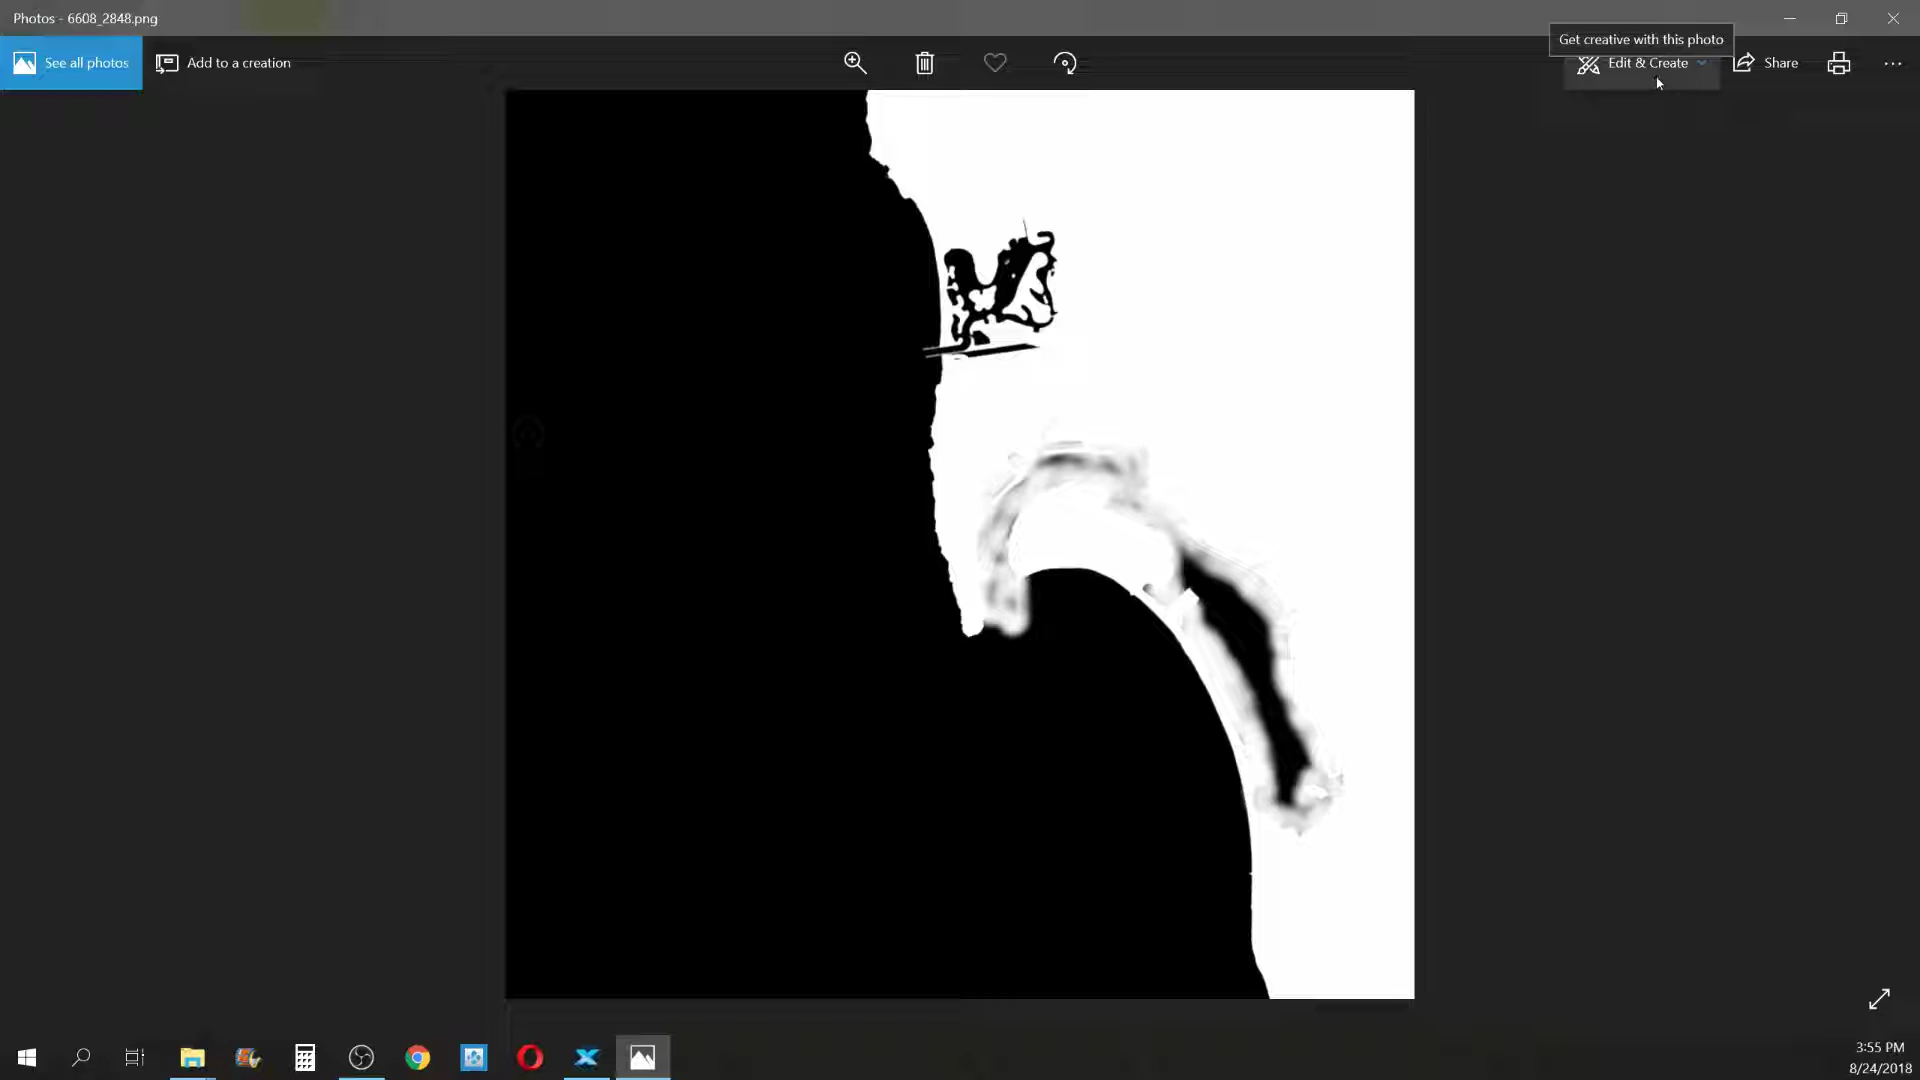 Photos - 6608_2848.png
Get creative with this photo
See all photos
Add to a creation
Edit & Create
Share
3:55 PM
8/24/2018